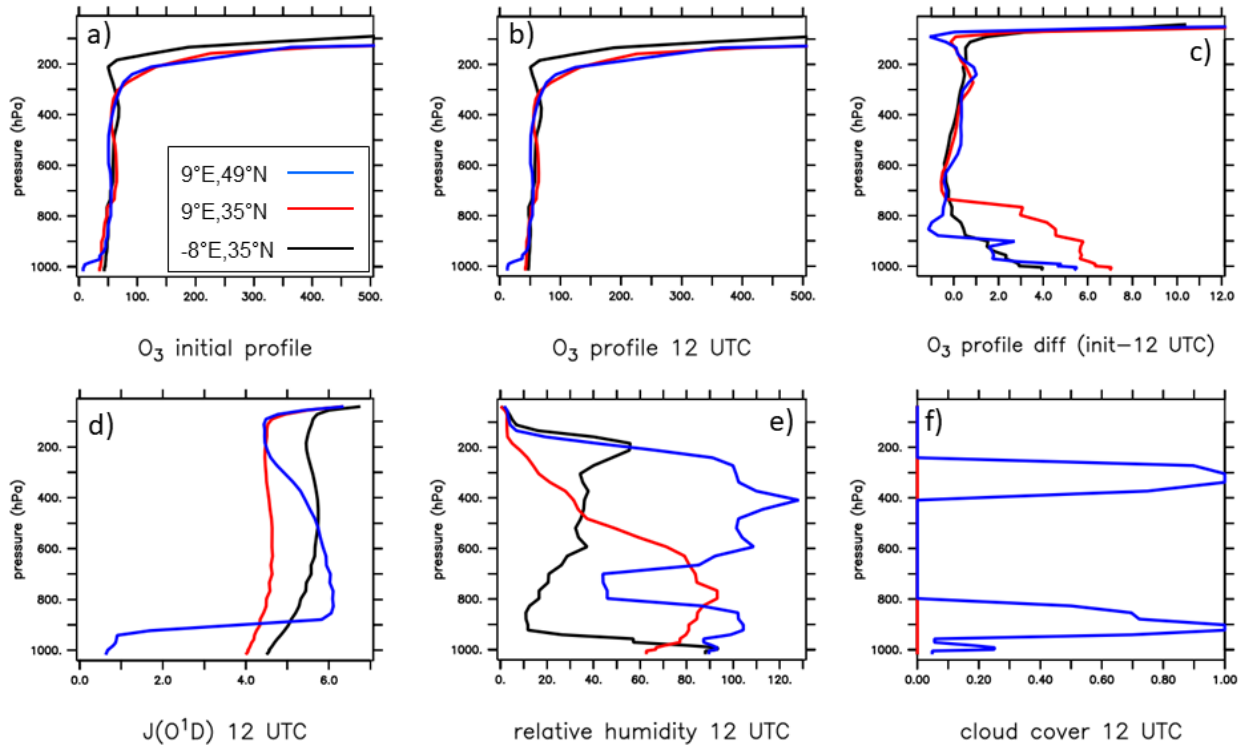 a)
200.
400.
600.
800.
1000.
pressure (hPa)
0. 100. 200. 300. 400. 500.
9°E,49°N
9°E,35°N
-8°E,35°N
O₃ initial profile
b)
200.
400.
600.
800.
1000.
pressure (hPa)
0. 100. 200. 300. 400. 500.
O₃ profile 12 UTC
c)
200.
400.
600.
800.
1000.
pressure (hPa)
0.0 2.0 4.0 6.0 8.0 10.0 12.0
O₃ profile diff (init−12 UTC)
d)
200.
400.
600.
800.
1000.
pressure (hPa)
0.0 2.0 4.0 6.0
J(O¹D) 12 UTC
e)
200.
400.
600.
800.
1000.
pressure (hPa)
0. 20. 40. 60. 80. 100. 120.
relative humidity 12 UTC
f)
200.
400.
600.
800.
1000.
pressure (hPa)
0.00 0.20 0.40 0.60 0.80 1.00
cloud cover 12 UTC